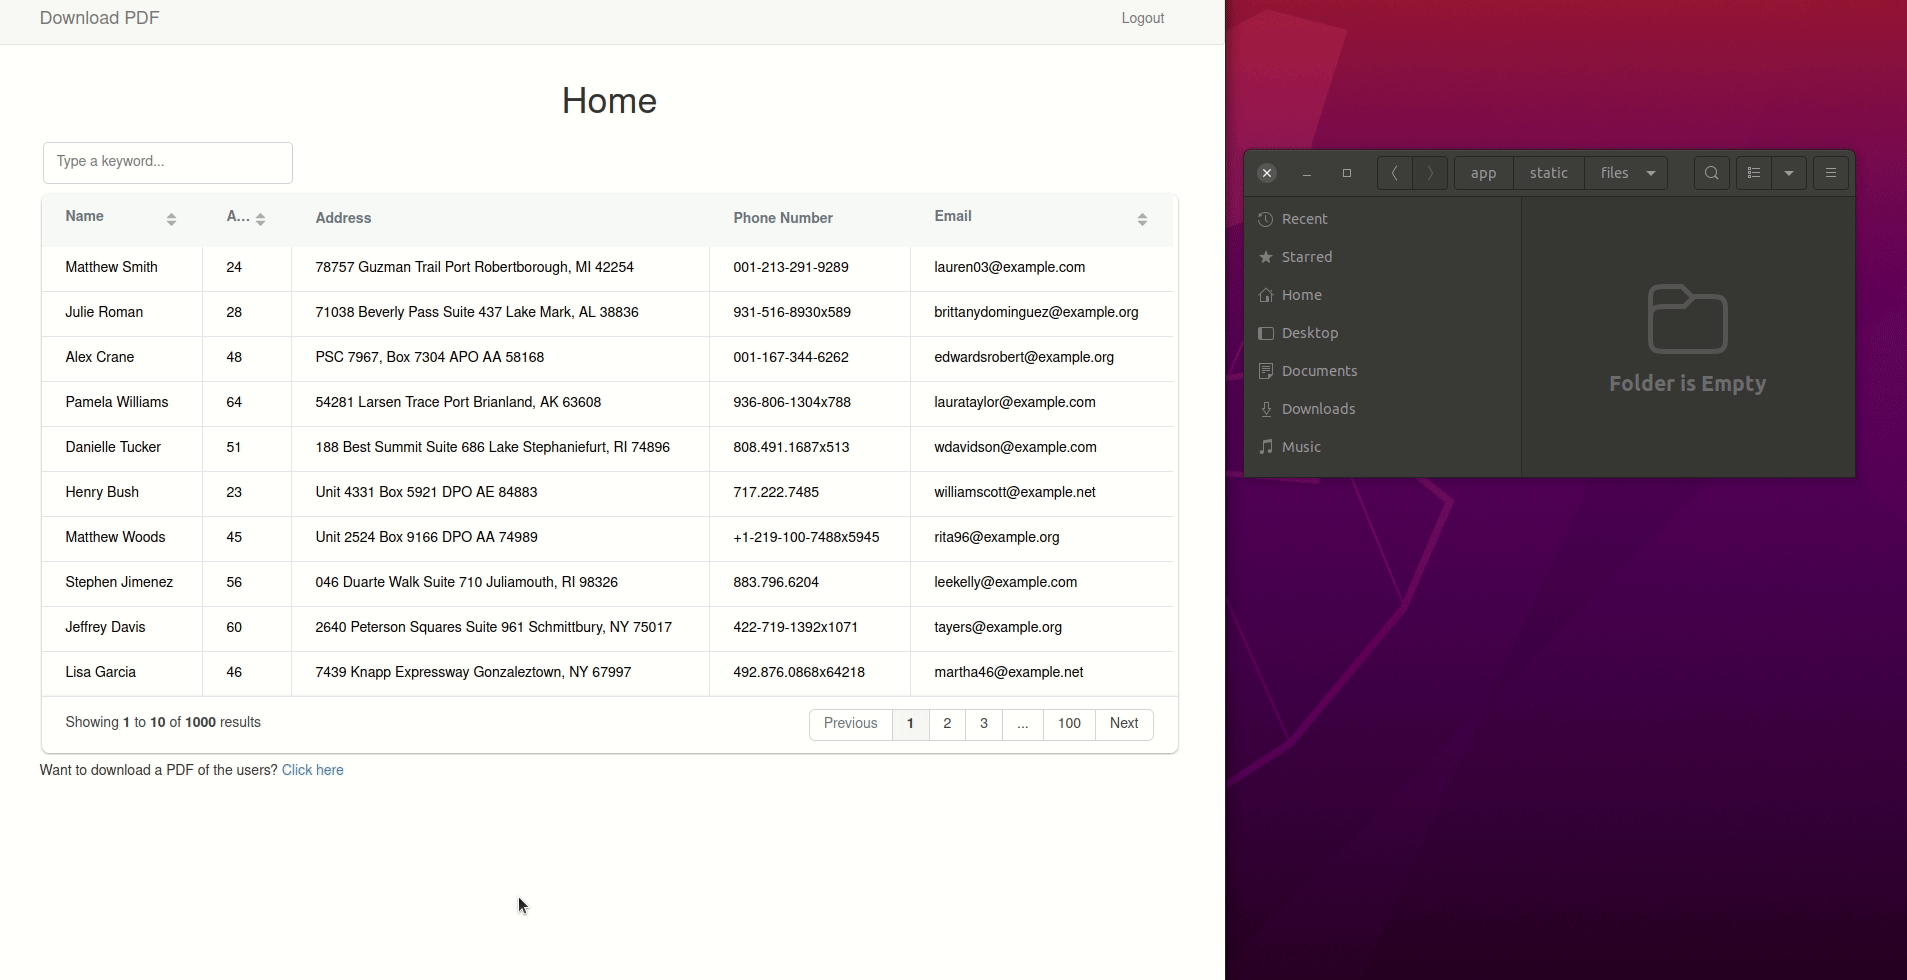 Download PDF Logout
Home
Type a keyword...
Name A... Address Phone Number Email
Matthew Smith 24 78757 Guzman Trail Port Robertborough, MI 42254 001-213-291-9289 lauren03@example.com
Julie Roman 28 71038 Beverly Pass Suite 437 Lake Mark, AL 38836 931-516-8930x589 brittanydominguez@example.org
Alex Crane 48 PSC 7967, Box 7304 APO AA 58168 001-167-344-6262 edwardsrobert@example.org
Pamela Williams 64 54281 Larsen Trace Port Brianland, AK 63608 936-806-1304x788 laurataylor@example.com
Danielle Tucker 51 188 Best Summit Suite 686 Lake Stephaniefurt, RI 74896 808.491.1687x513 wdavidson@example.com
Henry Bush 23 Unit 4331 Box 5921 DPO AE 84883 717.222.7485 williamscott@example.net
Matthew Woods 45 Unit 2524 Box 9166 DPO AA 74989 +1-219-100-7488x5945 rita96@example.org
Stephen Jimenez 56 046 Duarte Walk Suite 710 Juliamouth, RI 98326 883.796.6204 leekelly@example.com
Jeffrey Davis 60 2640 Peterson Squares Suite 961 Schmittbury, NY 75017 422-719-1392x1071 tayers@example.org
Lisa Garcia 46 7439 Knapp Expressway Gonzaleztown, NY 67997 492.876.0868x64218 martha46@example.net
Showing 1 to 10 of 1000 results Previous 1 2 3 ... 100 Next
Want to download a PDF of the users? Click here
app static files
Recent
Starred
Home
Desktop
Documents
Downloads
Music
Folder is Empty